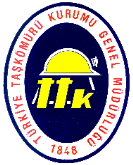 TÜRKİYE TAŞKÖMÜRÜ KURUMU GENEL MÜDÜRLÜĞÜ
TTK
1848